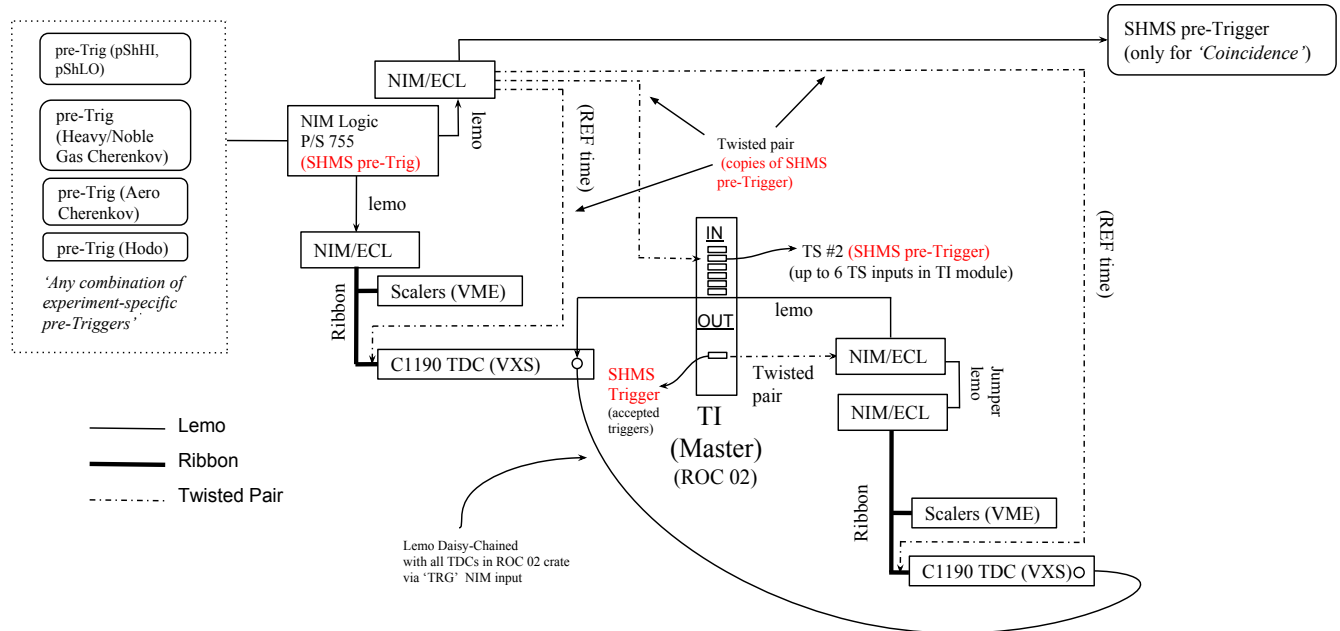 pre-Trig (pShHI,
pShLO)
pre-Trig
(Heavy/Noble
Gas Cherenkov)
pre-Trig (Aero
Cherenkov)
pre-Trig (Hodo)
‘Any combination of
experiment-specific
pre-Triggers’
NIM/ECL
lemo
NIM Logic
P/S 755
(SHMS pre-Trig)
lemo
NIM/ECL
Ribbon
Scalers (VME)
C1190 TDC (VXS)
(REF time)
SHMS pre-Trigger
(only for ‘Coincidence’)
Twisted pair
(copies of SHMS
pre-Trigger)
(REF time)
IN
TS #2 (SHMS pre-Trigger)
(up to 6 TS inputs in TI module)
lemo
OUT
SHMS
Trigger
(accepted
triggers)
Twisted
pair
TI
(Master)
(ROC 02)
NIM/ECL
Jumper
lemo
NIM/ECL
Ribbon
Scalers (VME)
C1190 TDC (VXS)
Lemo
Ribbon
Twisted Pair
Lemo Daisy-Chained
with all TDCs in ROC 02 crate
via ‘TRG’ NIM input